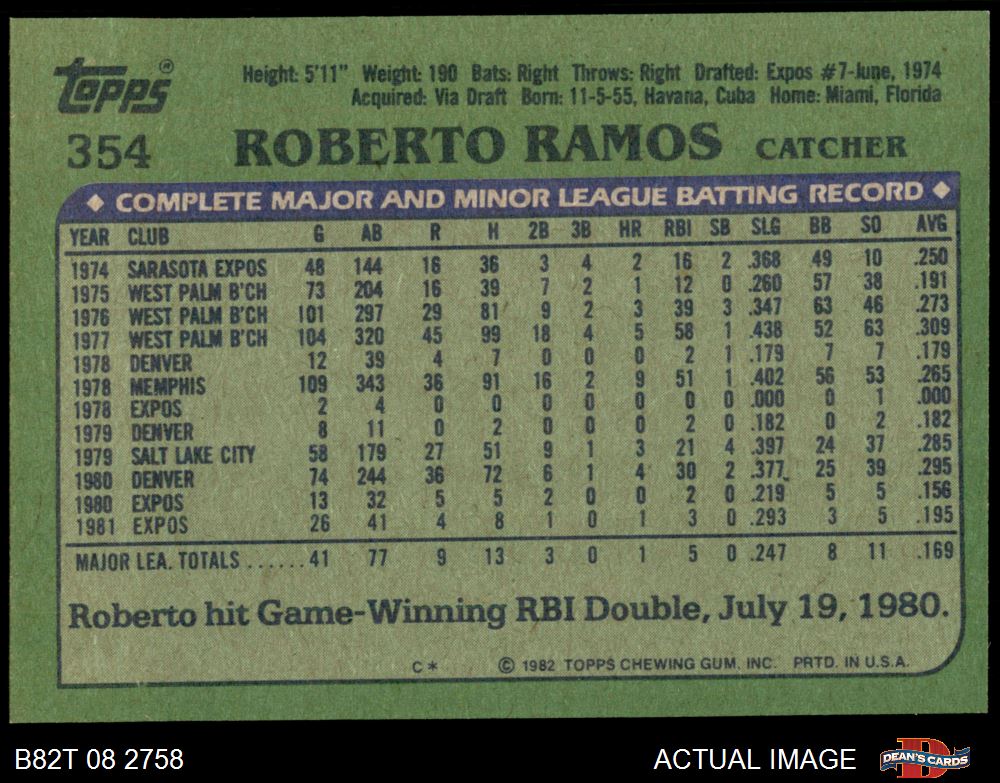 Topps®
Height: 5'11" Weight: 190 Bats: Right Throws: Right Drafted: Expos #7-June, 1974
Acquired: Via Draft Born: 11-5-55, Havana, Cuba Home: Miami, Florida
354 ROBERTO RAMOS CATCHER
◆ COMPLETE MAJOR AND MINOR LEAGUE BATTING RECORD ◆
YEAR CLUB G AB R H 2B 3B HR RBI SB SLG BB SO AVG
1974 SARASOTA EXPOS 48 144 16 36 3 4 2 16 2 .368 49 10 .250
1975 WEST PALM B'CH 73 204 16 39 7 2 1 12 0 .260 57 38 .191
1976 WEST PALM B'CH 101 297 29 81 9 2 3 39 3 .347 63 46 .273
1977 WEST PALM B'CH 104 320 45 99 18 4 5 58 1 .438 52 63 .309
1978 DENVER 12 39 4 7 0 0 0 2 1 .179 7 7 .179
1978 MEMPHIS 109 343 36 91 16 2 9 51 1 .402 56 53 .265
1978 EXPOS 2 4 0 0 0 0 0 0 0 .000 0 1 .000
1979 DENVER 8 11 0 2 0 0 0 2 0 .182 0 2 .182
1979 SALT LAKE CITY 58 179 27 51 9 1 3 21 4 .397 24 37 .285
1980 DENVER 74 244 36 72 6 1 4 30 2 .377 25 39 .295
1980 EXPOS 13 32 5 5 2 0 0 2 0 .219 5 5 .156
1981 EXPOS 26 41 4 8 1 0 1 3 0 .293 3 5 .195
MAJOR LEA. TOTALS ...... 41 77 9 13 3 0 1 5 0 .247 8 11 .169
Roberto hit Game-Winning RBI Double, July 19, 1980.
C* © 1982 TOPPS CHEWING GUM. INC. PRTD. IN U.S.A.
B82T 08 2758 ACTUAL IMAGE DEAN'S CARDS